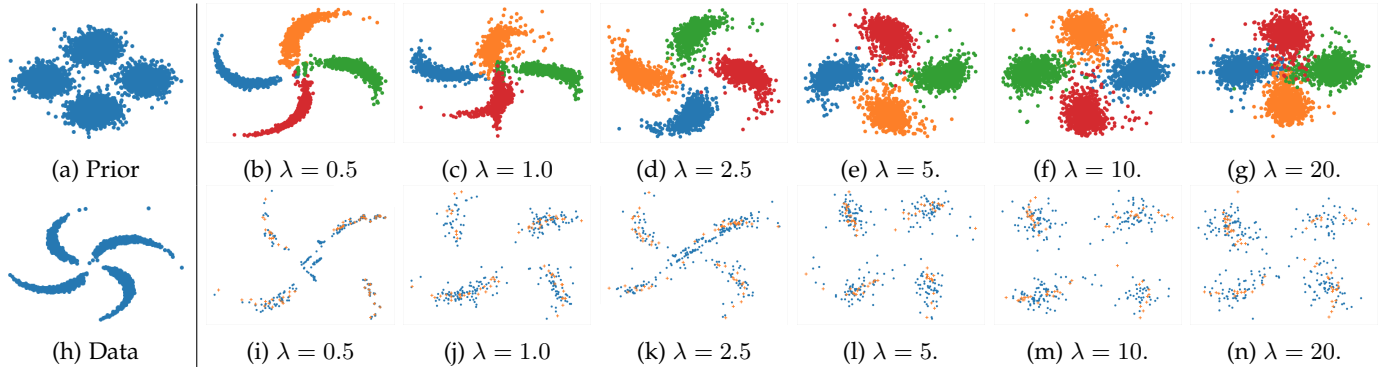 (a) Prior
(b) λ = 0.5
(c) λ = 1.0
(d) λ = 2.5
(e) λ = 5.
(f) λ = 10.
(g) λ = 20.
(h) Data
(i) λ = 0.5
(j) λ = 1.0
(k) λ = 2.5
(l) λ = 5.
(m) λ = 10.
(n) λ = 20.